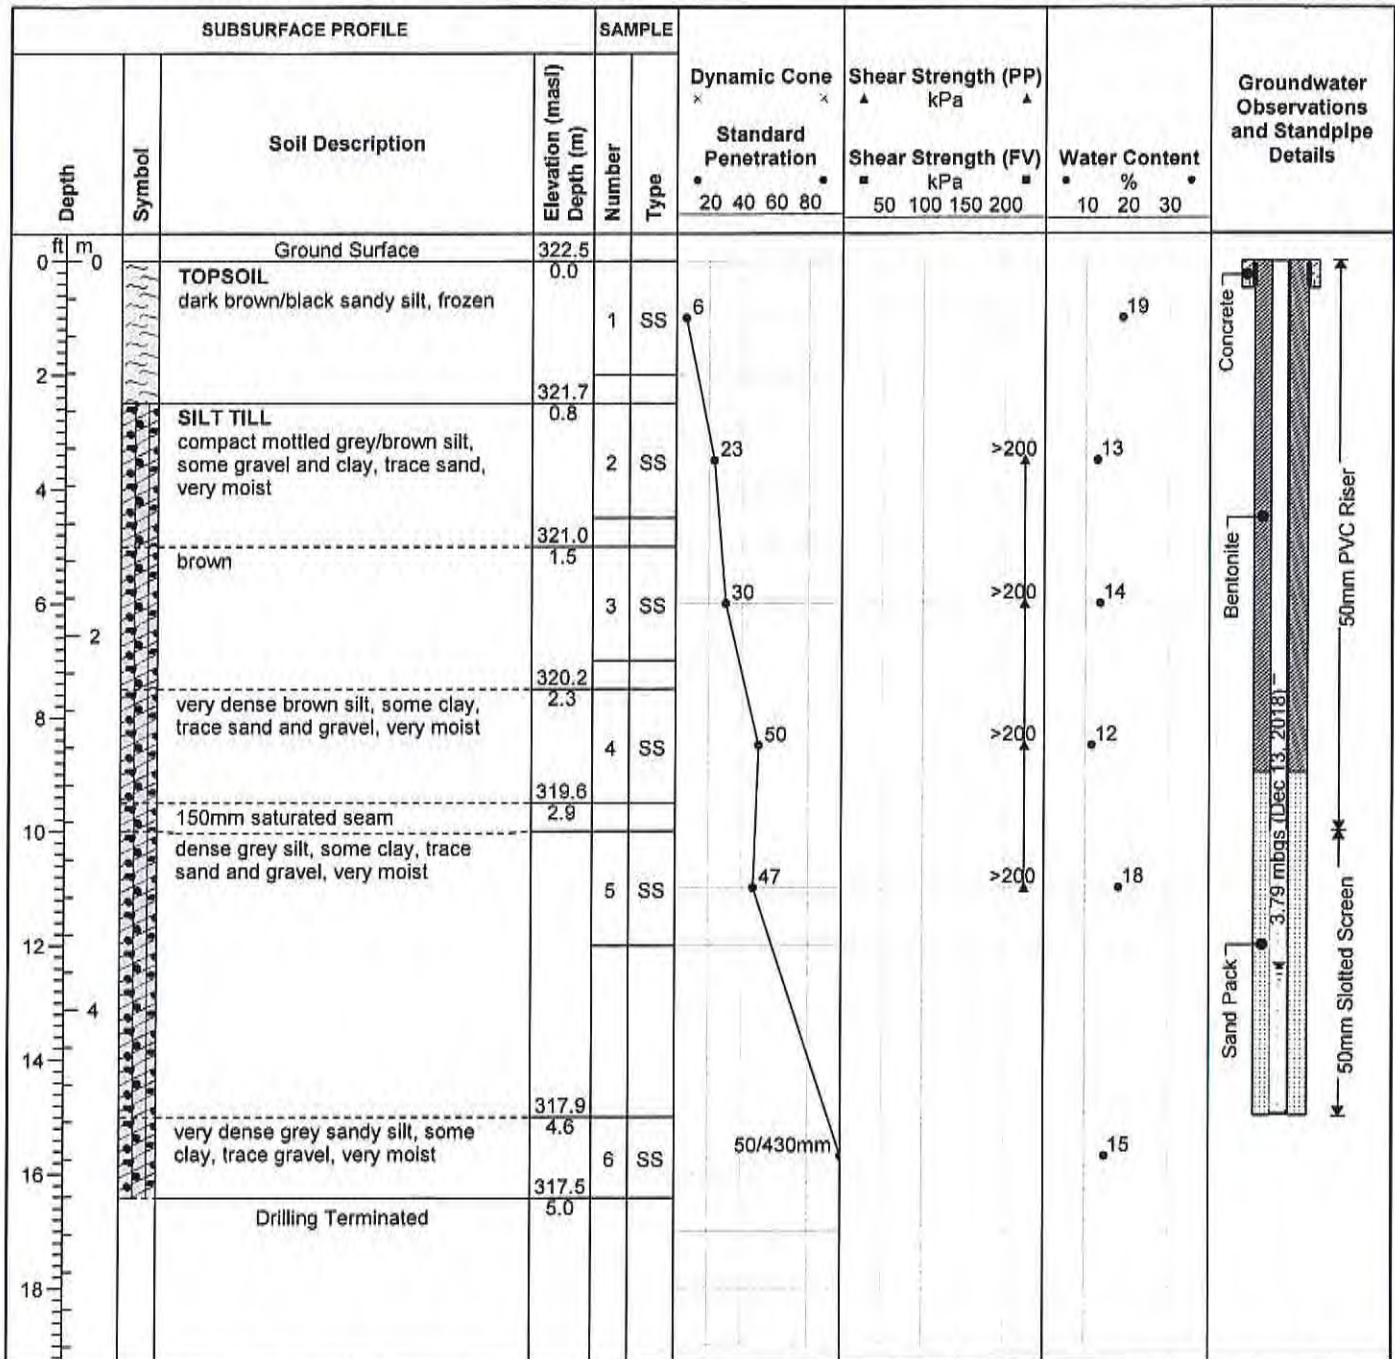 SUBSURFACE PROFILE
SAMPLE
Depth
Symbol
Soil Description
Elevation (masl)
Depth (m)
Number
Type
Dynamic Cone
Standard
Penetration
20 40 60 80
Shear Strength (PP)
kPa
Shear Strength (FV)
kPa
50 100 150 200
Water Content
%
10 20 30
Groundwater
Observations
and Standpipe
Details
ft m
Ground Surface
322.5
0 0
0.0
TOPSOIL
dark brown/black sandy silt, frozen
1 SS
6
19
2
321.7
SILT TILL
0.8
compact mottled grey/brown silt,
some gravel and clay, trace sand,
very moist
2 SS
23
>200
13
4
321.0
brown
1.5
3 SS
30
>200
14
6
2
320.2
very dense brown silt, some clay,
trace sand and gravel, very moist
2.3
4 SS
50
>200
12
8
319.6
150mm saturated seam
2.9
10
dense grey silt, some clay, trace
sand and gravel, very moist
5 SS
47
>200
18
12
4
14
317.9
very dense grey sandy silt, some
clay, trace gravel, very moist
4.6
6 SS
50/430mm
15
16
317.5
Drilling Terminated
5.0
18
Concrete
Bentonite
Sand Pack
3.79 mbgs (Dec 13, 2018)
50mm PVC Riser
50mm Slotted Screen